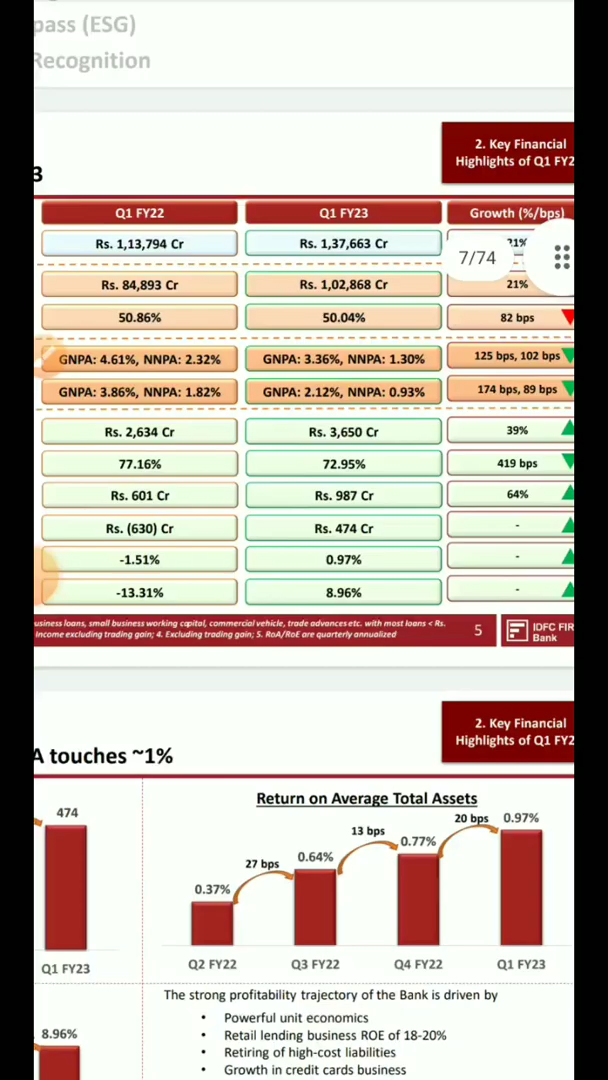 pass (ESG)
Recognition
2. Key Financial
Highlights of Q1 FY2
3
Q1 FY22 Q1 FY23 Growth (%/bps)
Rs. 1,13,794 Cr Rs. 1,37,663 Cr 21%
7/74
Rs. 84,893 Cr Rs. 1,02,868 Cr 21%
50.86% 50.04% 82 bps
GNPA: 4.61%, NNPA: 2.32% GNPA: 3.36%, NNPA: 1.30% 125 bps, 102 bps
GNPA: 3.86%, NNPA: 1.82% GNPA: 2.12%, NNPA: 0.93% 174 bps, 89 bps
Rs. 2,634 Cr Rs. 3,650 Cr 39%
77.16% 72.95% 419 bps
Rs. 601 Cr Rs. 987 Cr 64%
Rs. (630) Cr Rs. 474 Cr -
-1.51% 0.97% -
-13.31% 8.96% -
usiness loans, small business working capital, commercial vehicle, trade advances etc. with most loans < Rs.
Income excluding trading gain; 4. Excluding trading gain; 5. RoA/RoE are quarterly annualized
5
IDFC FIR
Bank
2. Key Financial
Highlights of Q1 FY2
A touches ~1%
474
Q1 FY23
8.96%
Return on Average Total Assets
27 bps 13 bps 20 bps
0.37% 0.64% 0.77% 0.97%
Q2 FY22 Q3 FY22 Q4 FY22 Q1 FY23
The strong profitability trajectory of the Bank is driven by
• Powerful unit economics
• Retail lending business ROE of 18-20%
• Retiring of high-cost liabilities
• Growth in credit cards business